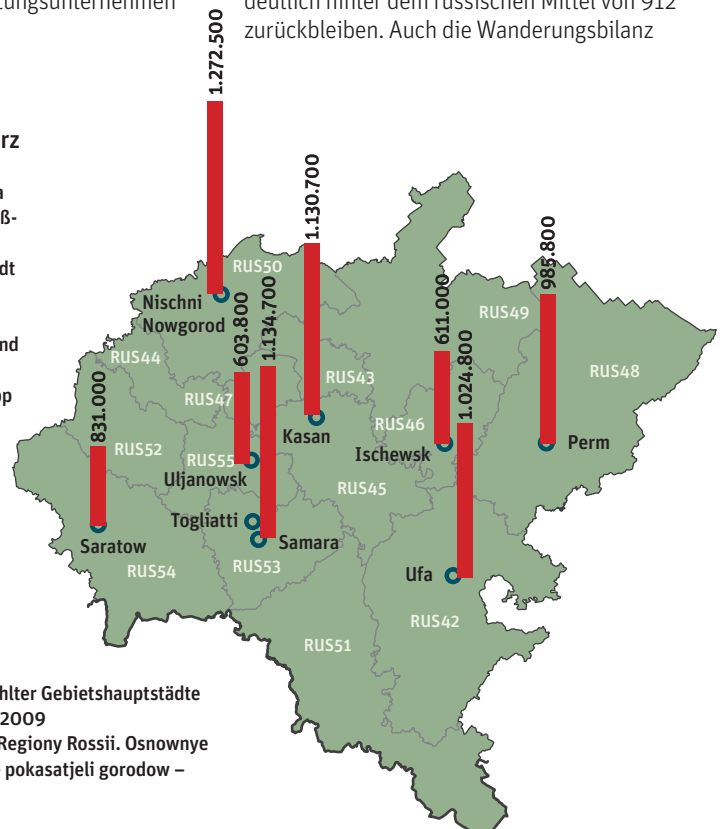 tungsunternehmen
deutlich hinter dem russischen Mittel von 912
zurückbleiben. Auch die Wanderungsbilanz
rz
a
ß-
dt
nd
op
1.272.500
1.130.700
985.800
611.000
1.024.800
603.800
1.134.700
831.000
RUS50
RUS49
Nischni
Nowgorod
RUS44
RUS43
RUS48
RUS47
RUS46
Kasan
Ischewsk
Perm
RUS52
RUS55
Uljanowsk
RUS45
Togliatti
Samara
Saratow
RUS53
RUS54
Ufa
RUS42
RUS51
hlter Gebietshauptstädte
2009
Regiony Rossii. Osnownye
pokasatjeli gorodow –